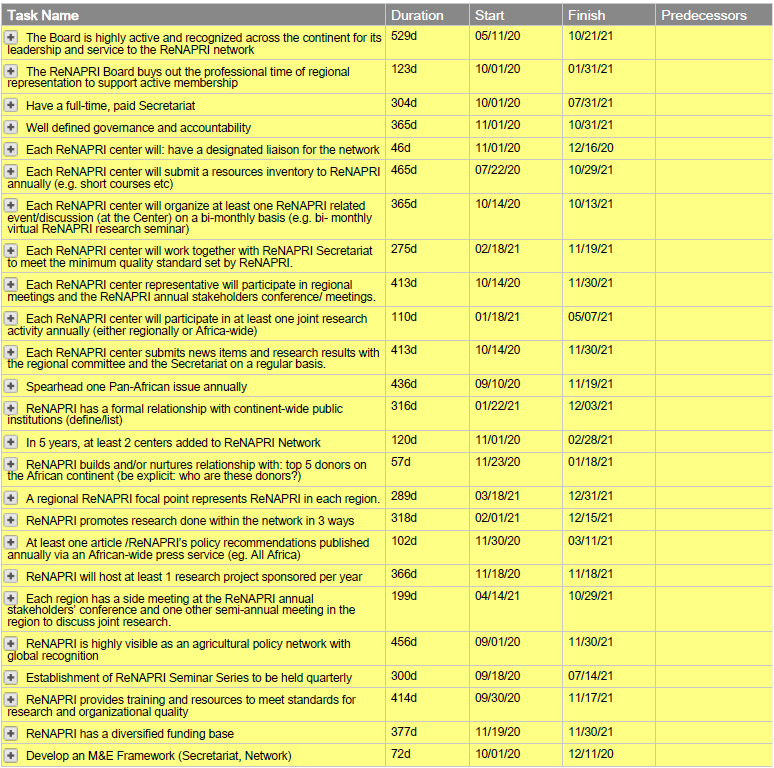 Task Name Duration Start Finish Predecessors
The Board is highly active and recognized across the continent for its 529d 05/11/20 10/21/21
leadership and service to the ReNAPRI network
The ReNAPRI Board buys out the professional time of regional 123d 10/01/20 01/31/21
representation to support active membership
Have a full-time, paid Secretariat 304d 10/01/20 07/31/21
Well defined governance and accountability 365d 11/01/20 10/31/21
Each ReNAPRI center will: have a designated liaison for the network 46d 11/01/20 12/16/20
Each ReNAPRI center will submit a resources inventory to ReNAPRI 465d 07/22/20 10/29/21
annually (e.g. short courses etc)
Each ReNAPRI center will organize at least one ReNAPRI related 365d 10/14/20 10/13/21
event/discussion (at the Center) on a bi-monthly basis (e.g. bi- monthly
virtual ReNAPRI research seminar)
Each ReNAPRI center will work together with ReNAPRI Secretariat 275d 02/18/21 11/19/21
to meet the minimum quality standard set by ReNAPRI.
Each ReNAPRI center representative will participate in regional 413d 10/14/20 11/30/21
meetings and the ReNAPRI annual stakeholders conference/ meetings.
Each ReNAPRI center will participate in at least one joint research 110d 01/18/21 05/07/21
activity annually (either regionally or Africa-wide)
Each ReNAPRI center submits news items and research results with 413d 10/14/20 11/30/21
the regional committee and the Secretariat on a regular basis.
Spearhead one Pan-African issue annually 436d 09/10/20 11/19/21
ReNAPRI has a formal relationship with continent-wide public 316d 01/22/21 12/03/21
institutions (define/list)
In 5 years, at least 2 centers added to ReNAPRI Network 120d 11/01/20 02/28/21
ReNAPRI builds and/or nurtures relationship with: top 5 donors on 57d 11/23/20 01/18/21
the African continent (be explicit: who are these donors?)
A regional ReNAPRI focal point represents ReNAPRI in each region. 289d 03/18/21 12/31/21
ReNAPRI promotes research done within the network in 3 ways 318d 02/01/21 12/15/21
At least one article /ReNAPRI's policy recommendations published 102d 11/30/20 03/11/21
annually via an African-wide press service (eg. All Africa)
ReNAPRI will host at least 1 research project sponsored per year 366d 11/18/20 11/18/21
Each region has a side meeting at the ReNAPRI annual 199d 04/14/21 10/29/21
stakeholders' conference and one other semi-annual meeting in the
region to discuss joint research.
ReNAPRI is highly visible as an agricultural policy network with 456d 09/01/20 11/30/21
global recognition
Establishment of ReNAPRI Seminar Series to be held quarterly 300d 09/18/20 07/14/21
ReNAPRI provides training and resources to meet standards for 414d 09/30/20 11/17/21
research and organizational quality
ReNAPRI has a diversified funding base 377d 11/19/20 11/30/21
Develop an M&E Framework (Secretariat, Network) 72d 10/01/20 12/11/20